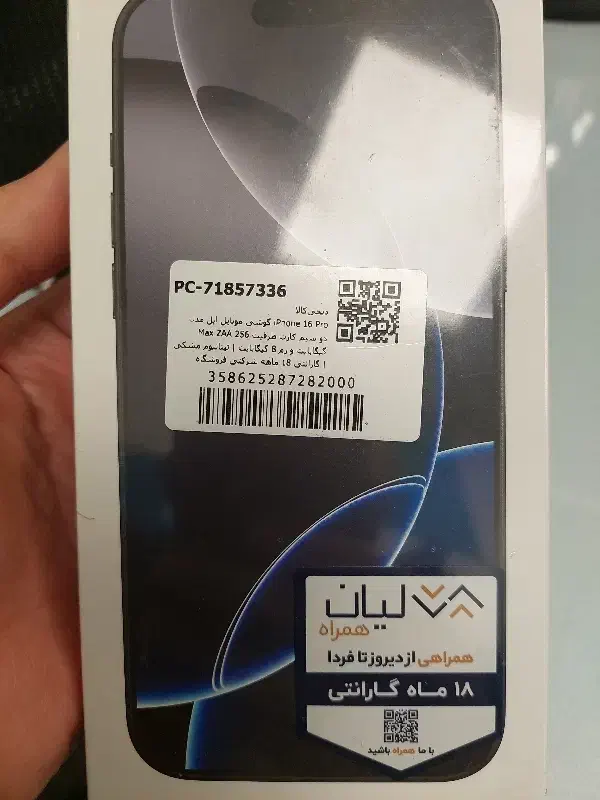 PC-71857336
دیجی‌کالا
گوشی موبایل اپل مدل iPhone 16 Pro
Max ZAA دو سیم کارت ظرفیت 256
گیگابایت و رم 8 گیگابایت | تیتانیوم مشکی
| گارانتی 18 ماهه شرکتی فروشگاه
358625287282000
لیان
همراه
همراهی از دیروز تا فردا
۱۸ ماه گارانتی
با ما همراه باشید